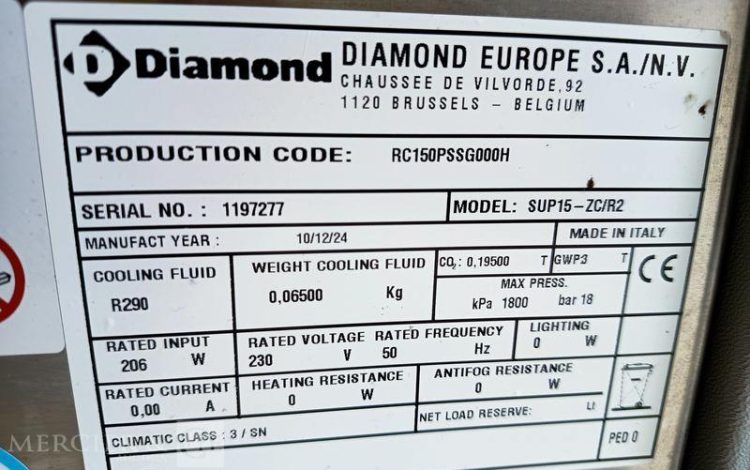 Diamond DIAMOND EUROPE S.A./N.V.
CHAUSSEE DE VILVORDE,92
1120 BRUSSELS - BELGIUM
PRODUCTION CODE: RC150PSSG000H
SERIAL NO. : 1197277 MODEL: SUP15-ZC/R2
MANUFACT YEAR : 10/12/24 MADE IN ITALY
COOLING FLUID WEIGHT COOLING FLUID CO₂: 0,19500 T GWP3 T CE
R290 0,06500 Kg MAX PRESS.
kPa 1800 bar 18
RATED INPUT RATED VOLTAGE RATED FREQUENCY LIGHTING
206 W 230 V 50 Hz 0 W
RATED CURRENT HEATING RESISTANCE ANTIFOG RESISTANCE
0,00 A 0 W 0 W
CLIMATIC CLASS : 3 / SN NET LOAD RESERVE: Lt PED 0